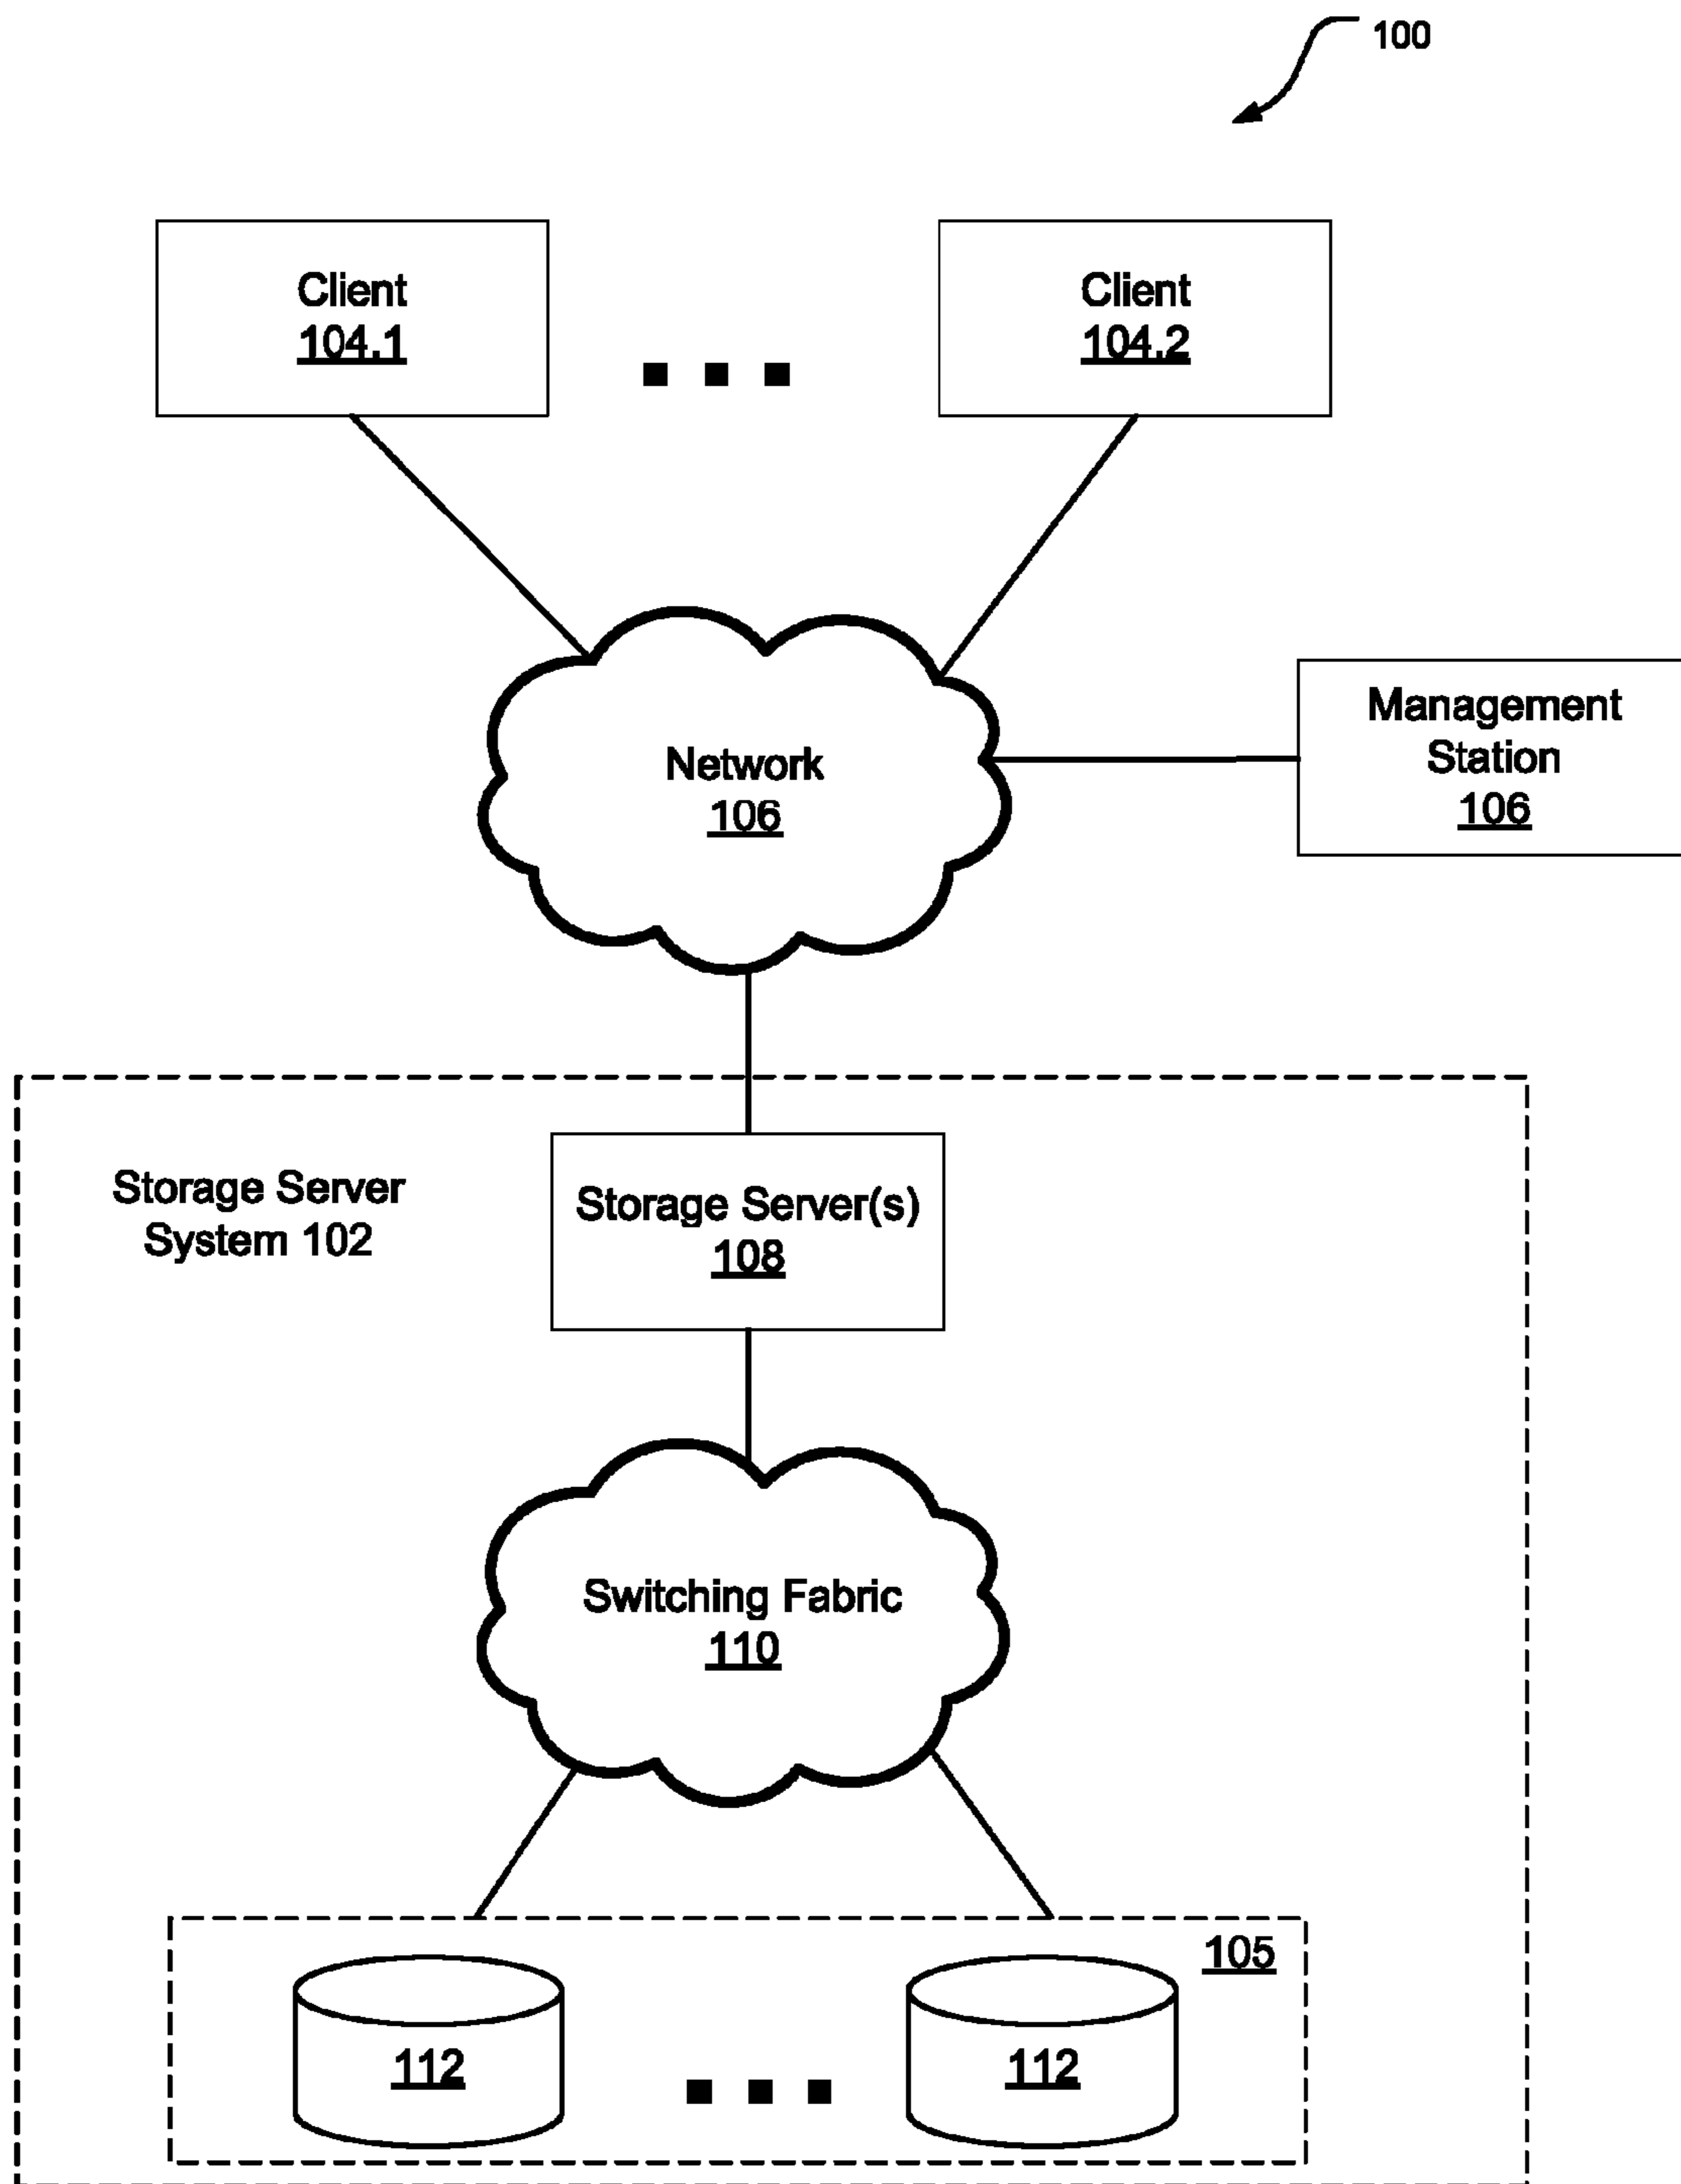 100
Client
104.1
Client
104.2
Network
106
Management
Station
106
Storage Server
System 102
Storage Server(s)
108
Switching Fabric
110
105
112
112